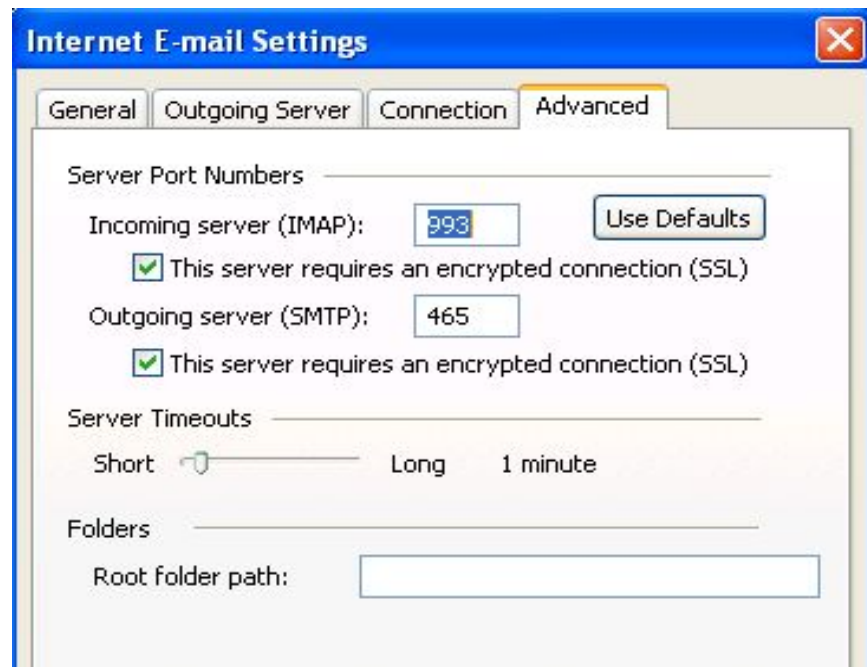 Internet E-mail Settings
General Outgoing Server Connection Advanced
Server Port Numbers
Incoming server (IMAP): 993 Use Defaults
This server requires an encrypted connection (SSL)
Outgoing server (SMTP): 465
This server requires an encrypted connection (SSL)
Server Timeouts
Short Long 1 minute
Folders
Root folder path: